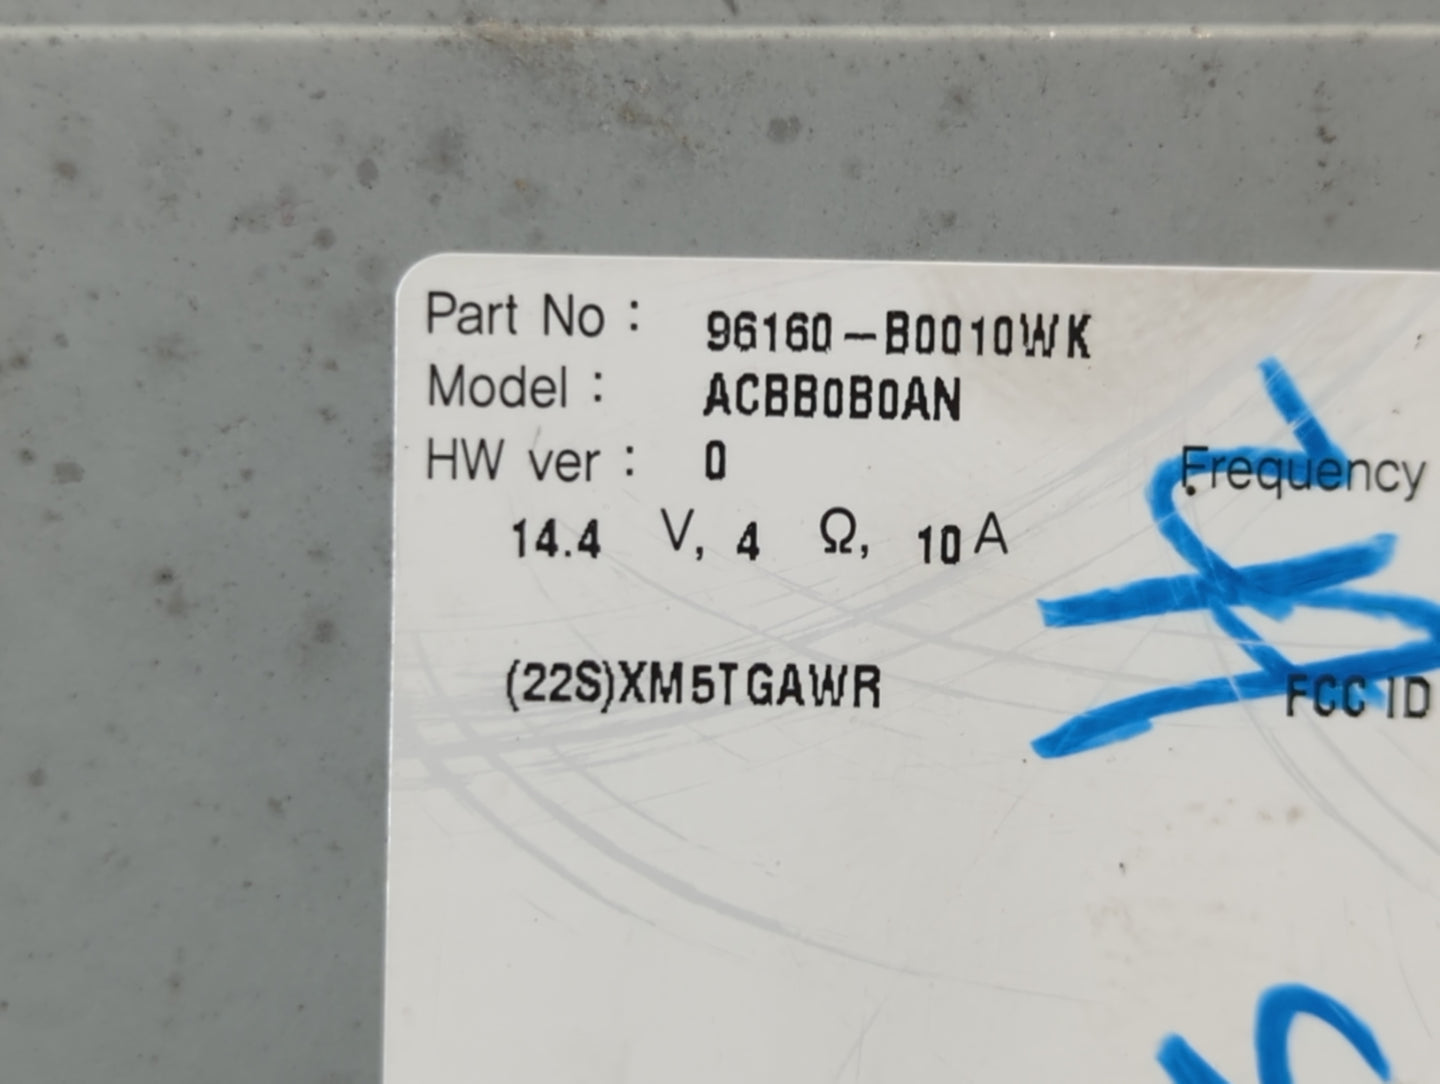 Part No : 96160-B0010WK
Model : ACBB0B0AN
HW ver : 0
14.4 V, 4 Ω, 10 A
Frequency
(22S)XM5TGAWR
FCC ID